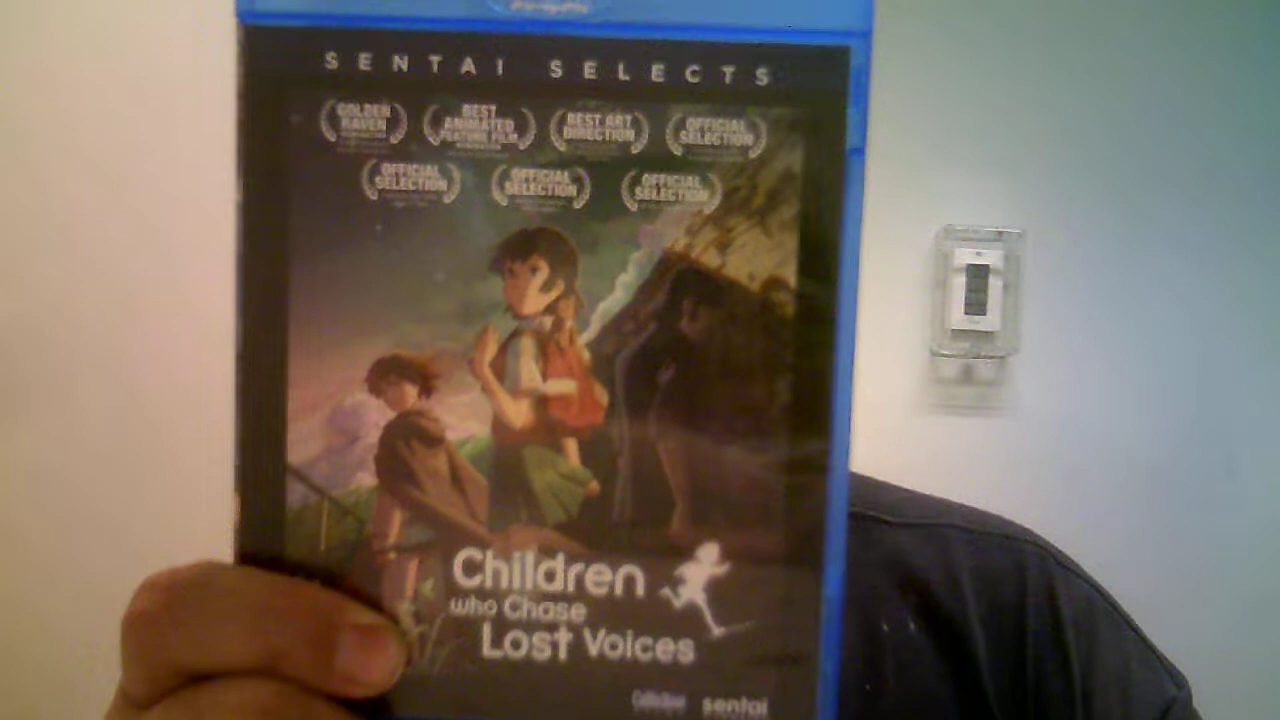 SENTAI SELECTS
GOLDEN RAVEN
BEST ANIMATED FEATURE FILM
BEST ART DIRECTION
OFFICIAL SELECTION
OFFICIAL SELECTION
OFFICIAL SELECTION
OFFICIAL SELECTION
Children
who Chase
Lost Voices
sentai